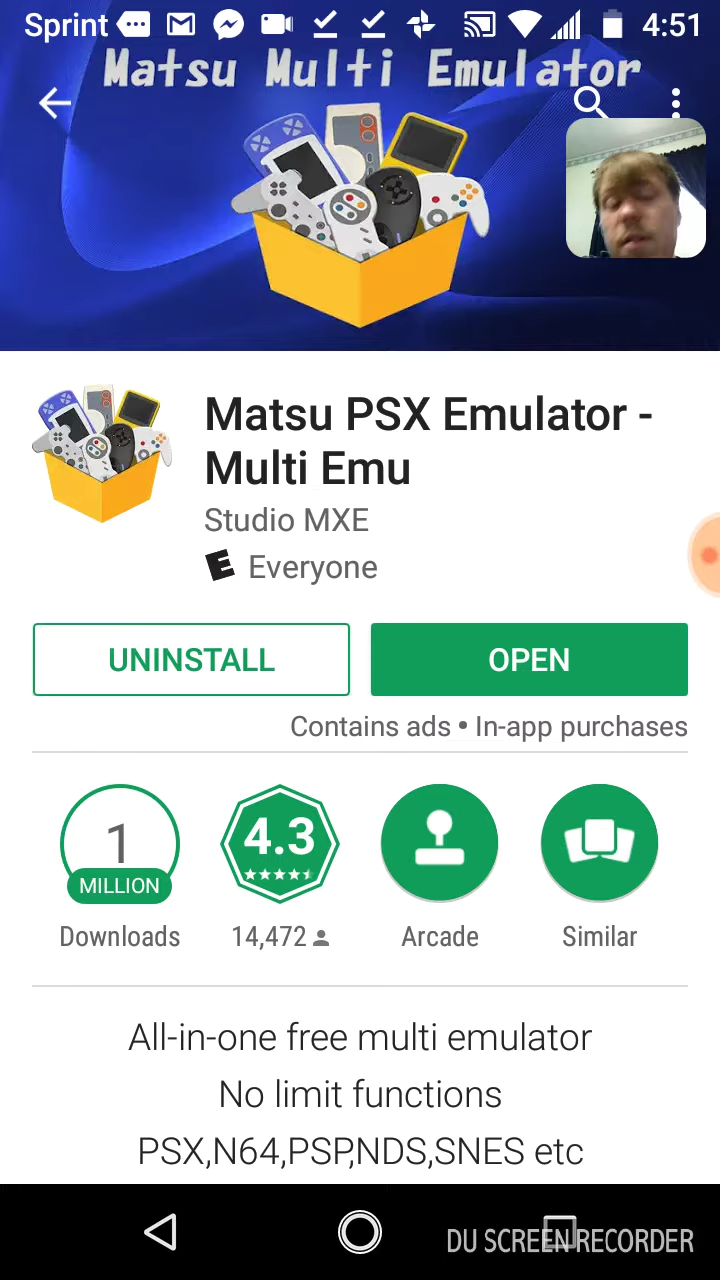 Sprint 4:51
Matsu Multi Emulator
Matsu PSX Emulator -
Multi Emu
Studio MXE
E Everyone
UNINSTALL OPEN
Contains ads • In-app purchases
1 4.3
MILLION
Downloads 14,472 Arcade Similar
All-in-one free multi emulator
No limit functions
PSX,N64,PSP,NDS,SNES etc
DU SCREEN RECORDER